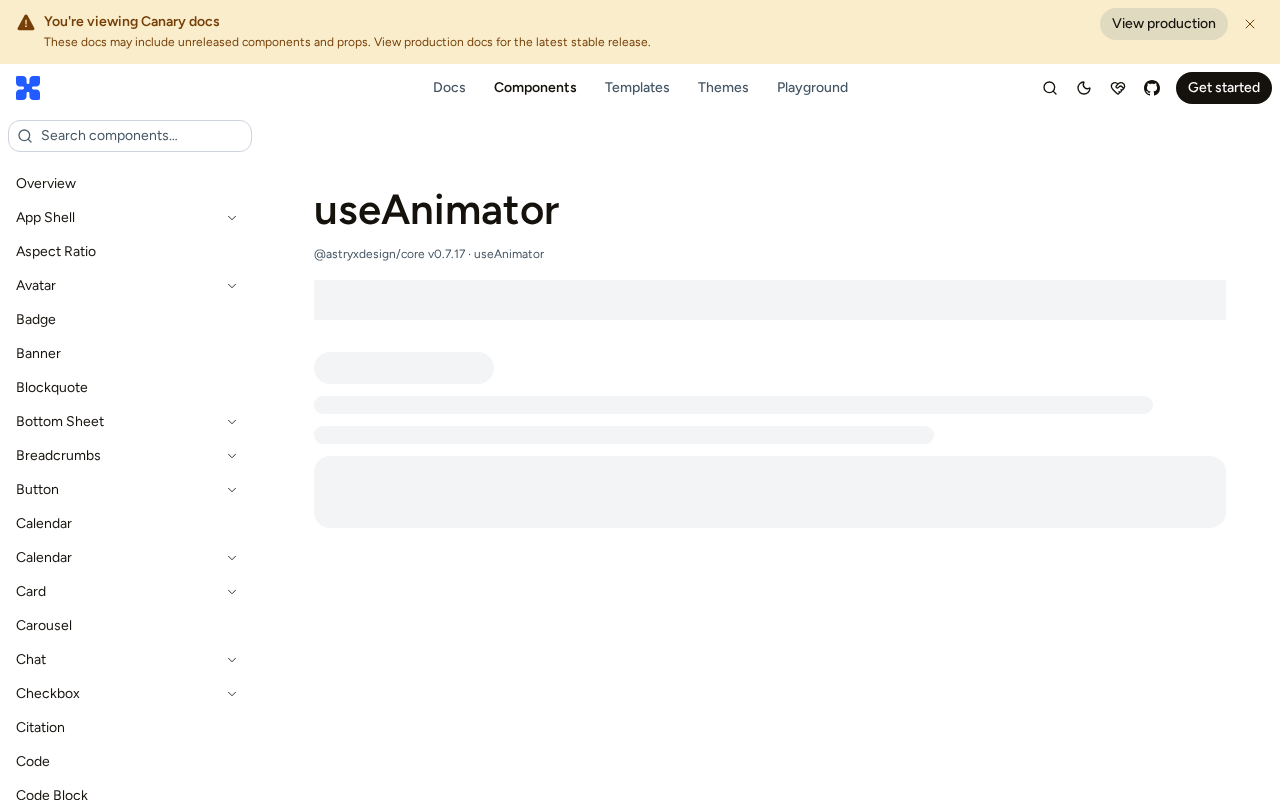 You're viewing Canary docs
These docs may include unreleased components and props. View production docs for the latest stable release.
View production
Docs
Components
Templates
Themes
Playground
Get started
Search components...
Overview
App Shell
Aspect Ratio
Avatar
Badge
Banner
Blockquote
Bottom Sheet
Breadcrumbs
Button
Calendar
Calendar
Card
Carousel
Chat
Checkbox
Citation
Code
Code Block
useAnimator
@astryxdesign/core v0.7.17 · useAnimator